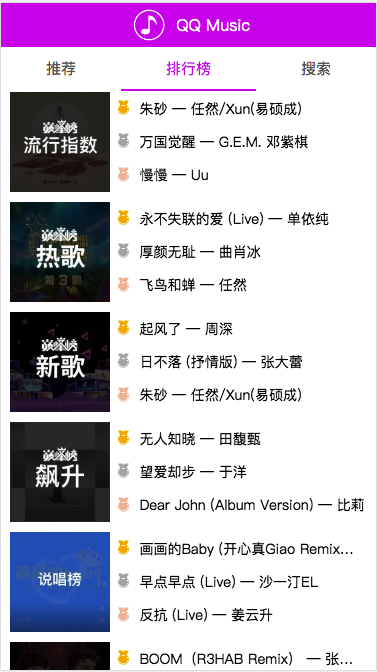 QQ Music
推荐
排行榜
搜索
巅峰榜
流行指数
朱砂 — 任然/Xun(易硕成)
万国觉醒 — G.E.M. 邓紫棋
慢慢 — Uu
巅峰榜
热歌
第3期
永不失联的爱 (Live) — 单依纯
厚颜无耻 — 曲肖冰
飞鸟和蝉 — 任然
巅峰榜
新歌
起风了 — 周深
日不落 (抒情版) — 张大蕾
朱砂 — 任然/Xun(易硕成)
巅峰榜
飙升
无人知晓 — 田馥甄
望爱却步 — 于洋
Dear John (Album Version) — 比莉
说唱榜
画画的Baby (开心真Giao Remix...
早点早点 (Live) — 沙一汀EL
反抗 (Live) — 姜云升
BOOM（R3HAB Remix） — 张...